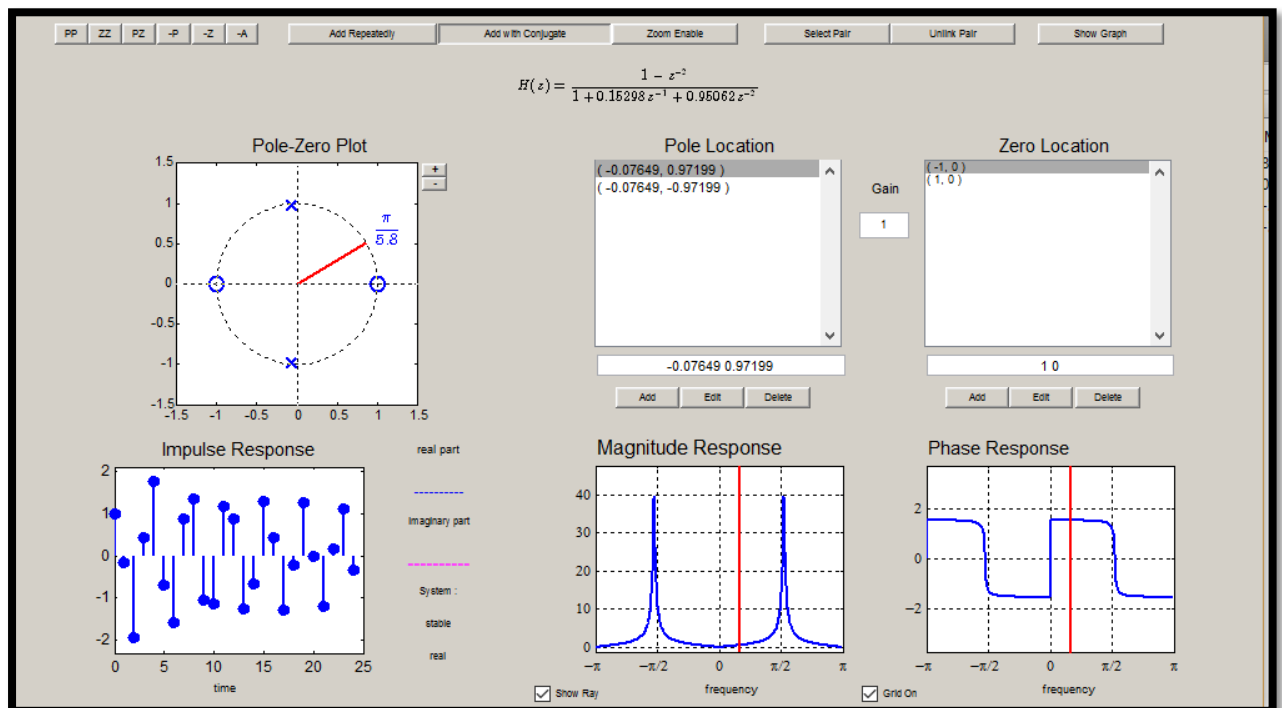 PP ZZ PZ -P -Z -A Add Repeatedly Add with Conjugate Zoom Enable Select Pair Unlink Pair Show Graph
H(z) = 1 − z⁻² / 1 + 0.15298 z⁻¹ + 0.95062 z⁻²
Pole-Zero Plot
1.5
1
0.5
0
-0.5
-1
-1.5
-1.5 -1 -0.5 0 0.5 1 1.5
π
5.8
+
-
Pole Location
( -0.07649, 0.97199 )
( -0.07649, -0.97199 )
-0.07649 0.97199
Add Edit Delete
Gain
1
Zero Location
( -1, 0 )
( 1, 0 )
1 0
Add Edit Delete
Impulse Response
2
1
0
-1
-2
0 5 10 15 20 25
time
real part
----------
Imaginary part
------------
System :
stable
real
Magnitude Response
40
30
20
10
0
−π −π/2 0 π/2 π
frequency
Show Ray
Phase Response
2
0
−2
−π −π/2 0 π/2 π
frequency
Grid On